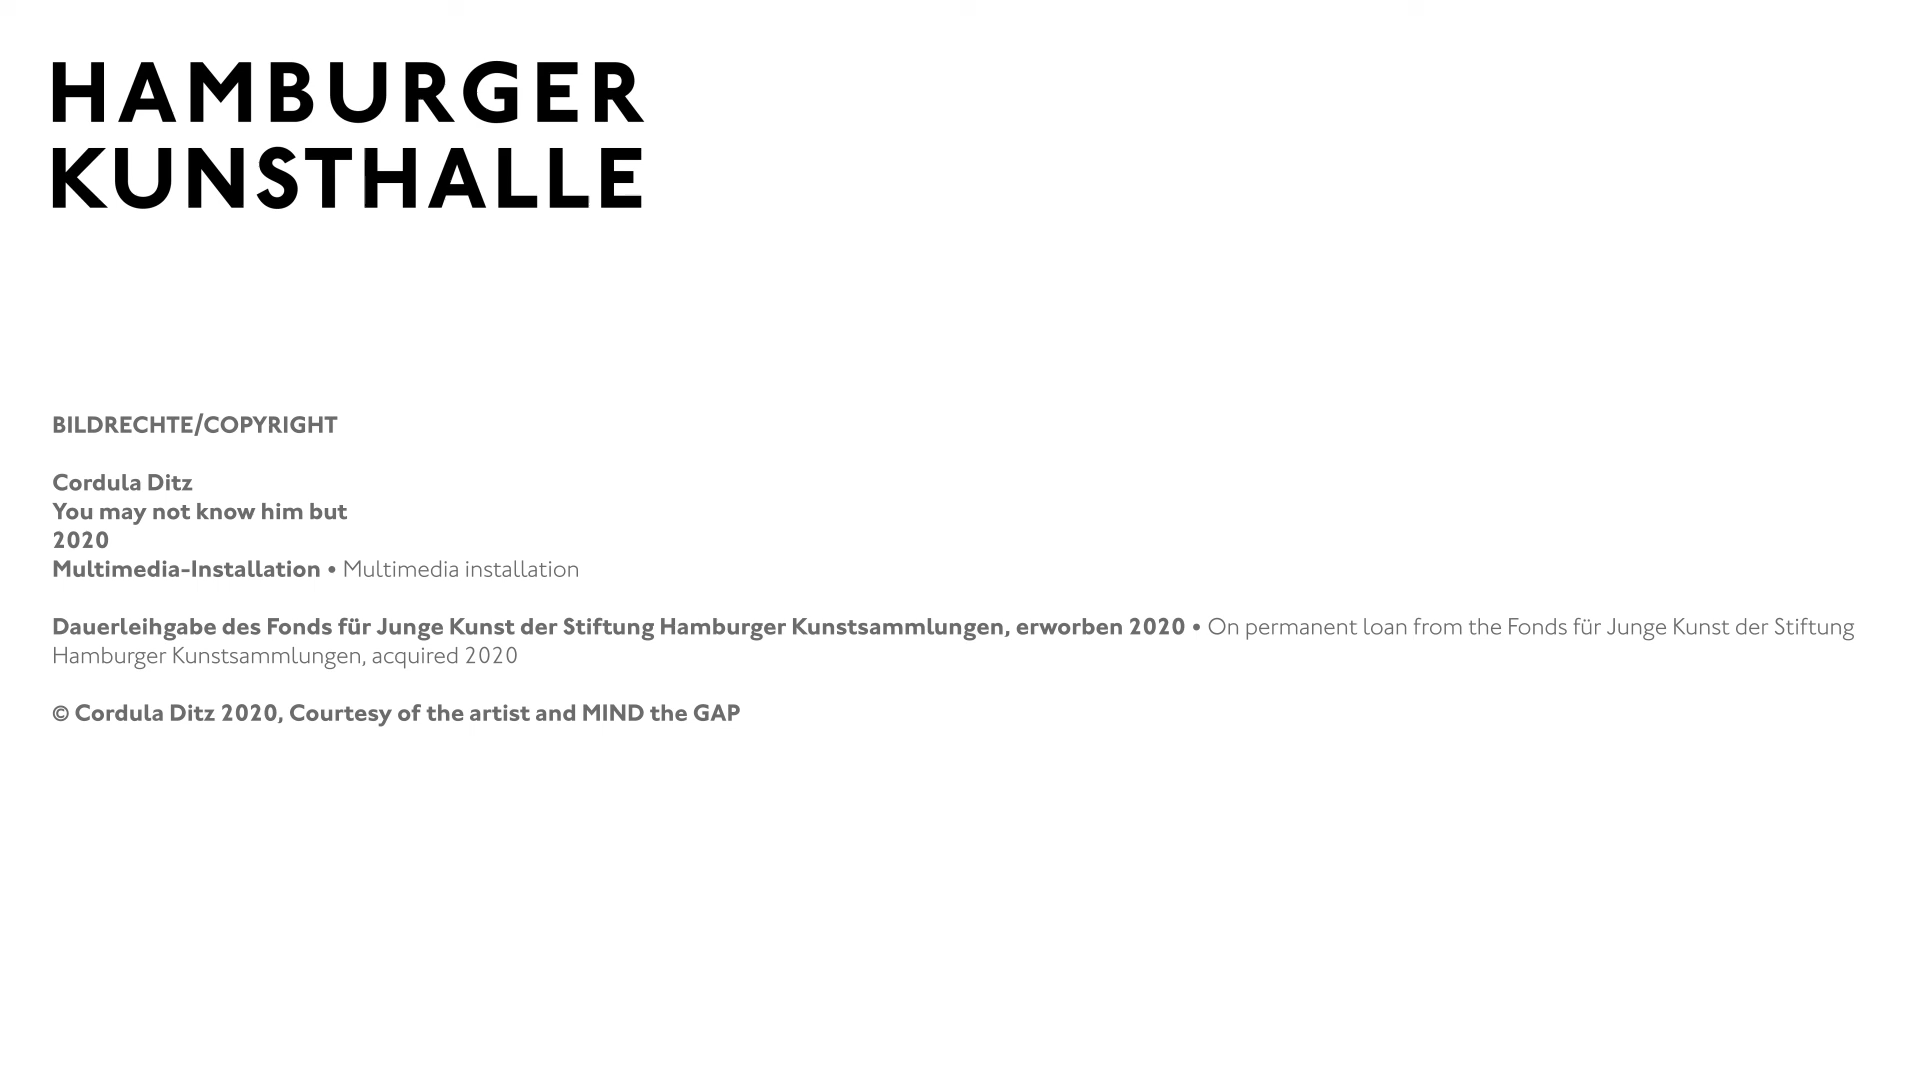 HAMBURGER
KUNSTHALLE
BILDRECHTE/COPYRIGHT
Cordula Ditz
You may not know him but
2020
Multimedia-Installation • Multimedia installation
Dauerleihgabe des Fonds für Junge Kunst der Stiftung Hamburger Kunstsammlungen, erworben 2020 • On permanent loan from the Fonds für Junge Kunst der Stiftung
Hamburger Kunstsammlungen, acquired 2020
© Cordula Ditz 2020, Courtesy of the artist and MIND the GAP